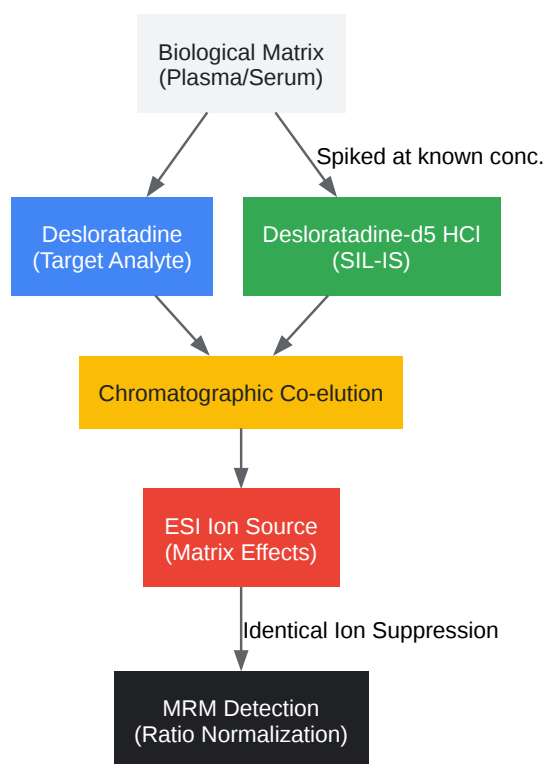 Biological Matrix
(Plasma/Serum)
Spiked at known conc.
Desloratadine
(Target Analyte)
Desloratadine-d5 HCl
(SIL-IS)
Chromatographic Co-elution
ESI Ion Source
(Matrix Effects)
Identical Ion Suppression
MRM Detection
(Ratio Normalization)